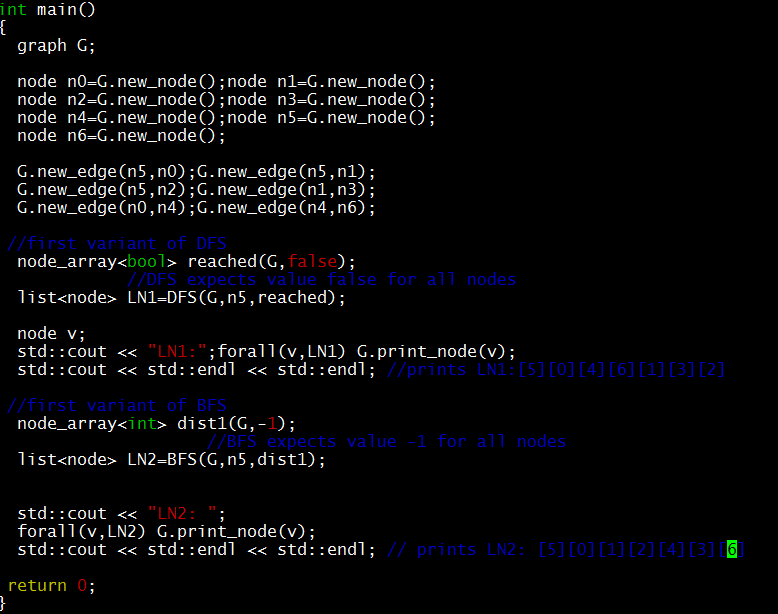 int main()
{
graph G;
node n0=G.new_node();node n1=G.new_node();
node n2=G.new_node();node n3=G.new_node();
node n4=G.new_node();node n5=G.new_node();
node n6=G.new_node();
G.new_edge(n5,n0);G.new_edge(n5,n1);
G.new_edge(n5,n2);G.new_edge(n1,n3);
G.new_edge(n0,n4);G.new_edge(n4,n6);
//first variant of DFS
node_array<bool> reached(G,false);
//DFS expects value false for all nodes
list<node> LN1=DFS(G,n5,reached);
node v;
std::cout << "LN1:";forall(v,LN1) G.print_node(v);
std::cout << std::endl << std::endl; //prints LN1:[5][0][4][6][1][3][2]
//first variant of BFS
node_array<int> dist1(G,-1);
//BFS expects value -1 for all nodes
list<node> LN2=BFS(G,n5,dist1);
std::cout << "LN2: ";
forall(v,LN2) G.print_node(v);
std::cout << std::endl << std::endl; // prints LN2: [5][0][1][2][4][3][6]
return 0;
}